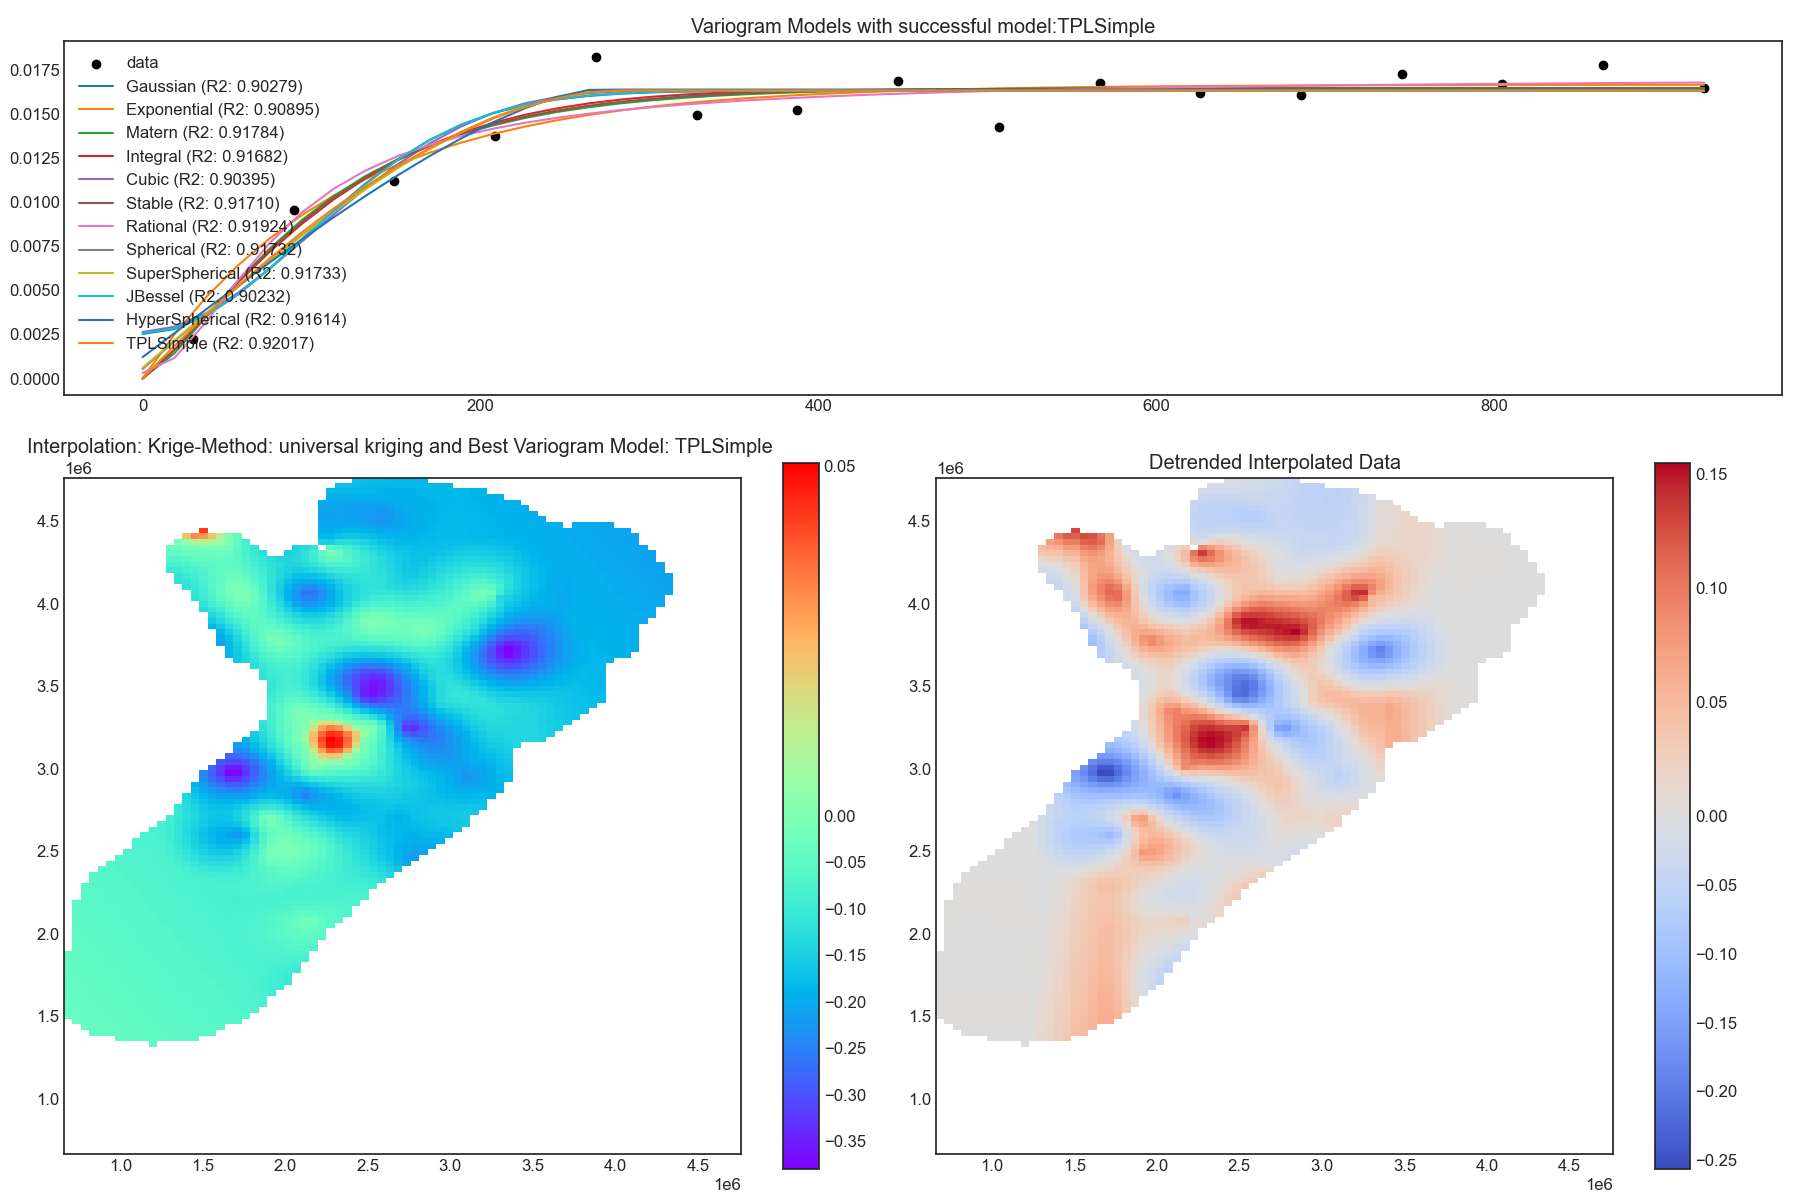 Variogram Models with successful model:TPLSimple
0.0175
0.0150
0.0125
0.0100
0.0075
0.0050
0.0025
0.0000
data
Gaussian (R2: 0.90279)
Exponential (R2: 0.90895)
Matern (R2: 0.91784)
Integral (R2: 0.91682)
Cubic (R2: 0.90395)
Stable (R2: 0.91710)
Rational (R2: 0.91924)
Spherical (R2: 0.91732)
SuperSpherical (R2: 0.91733)
JBessel (R2: 0.90232)
HyperSpherical (R2: 0.91614)
TPLSimple (R2: 0.92017)
0 200 400 600 800
Interpolation: Krige-Method: universal kriging and Best Variogram Model: TPLSimple
1e6
4.5
4.0
3.5
3.0
2.5
2.0
1.5
1.0
1.0 1.5 2.0 2.5 3.0 3.5 4.0 4.5
1e6
0.05
0.00
−0.05
−0.10
−0.15
−0.20
−0.25
−0.30
−0.35
Detrended Interpolated Data
1e6
4.5
4.0
3.5
3.0
2.5
2.0
1.5
1.0
1.0 1.5 2.0 2.5 3.0 3.5 4.0 4.5
1e6
0.15
0.10
0.05
0.00
−0.05
−0.10
−0.15
−0.20
−0.25